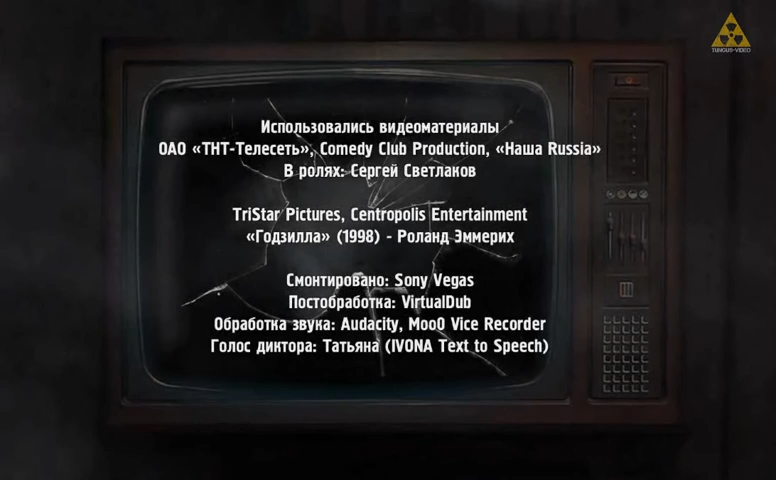 TUNGUS-VIDEO
Использовались видеоматериалы
ОАО «ТНТ-Телесеть», Comedy Club Production, «Наша Russia»
В ролях: Сергей Светлаков
TriStar Pictures, Centropolis Entertainment
«Годзилла» (1998) - Роланд Эммерих
Смонтировано: Sony Vegas
Постобработка: VirtualDub
Обработка звука: Audacity, Moo0 Vice Recorder
Голос диктора: Татьяна (IVONA Text to Speech)